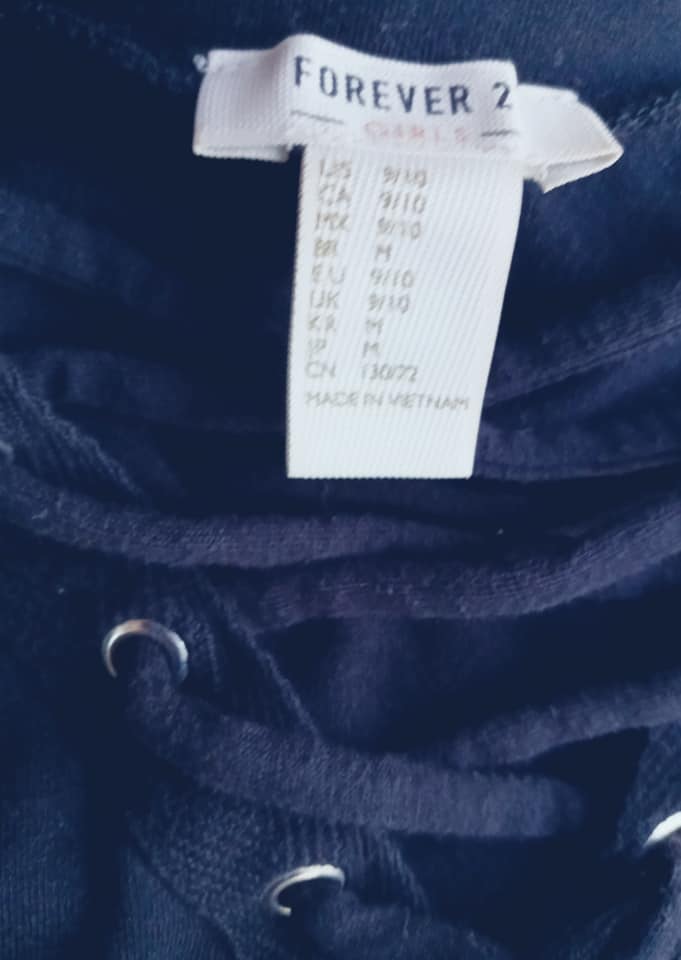 FOREVER 2
GIRLS
US 9/10
CA 9/10
MX 9/10
BR M
EU 9/10
UK 9/10
KR M
JP M
CN 130/72
MADE IN VIETNAM